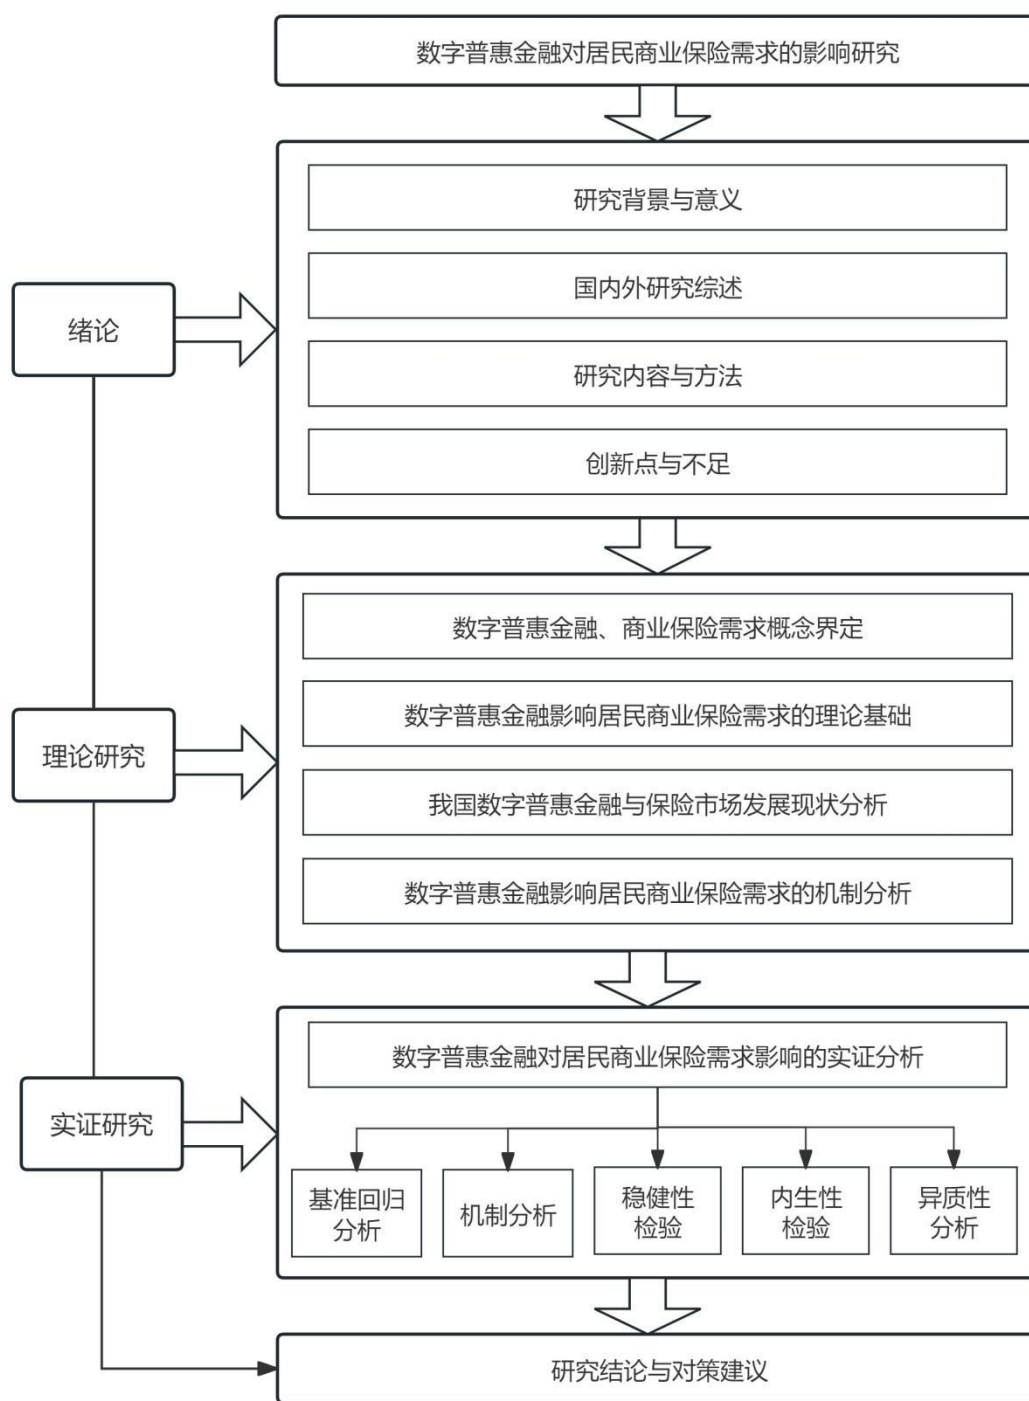 数字普惠金融对居民商业保险需求的影响研究
绪论
研究背景与意义
国内外研究综述
研究内容与方法
创新点与不足
理论研究
数字普惠金融、商业保险需求概念界定
数字普惠金融影响居民商业保险需求的理论基础
我国数字普惠金融与保险市场发展现状分析
数字普惠金融影响居民商业保险需求的机制分析
实证研究
数字普惠金融对居民商业保险需求影响的实证分析
基准回归
分析
机制分析
稳健性
检验
内生性
检验
异质性
分析
研究结论与对策建议